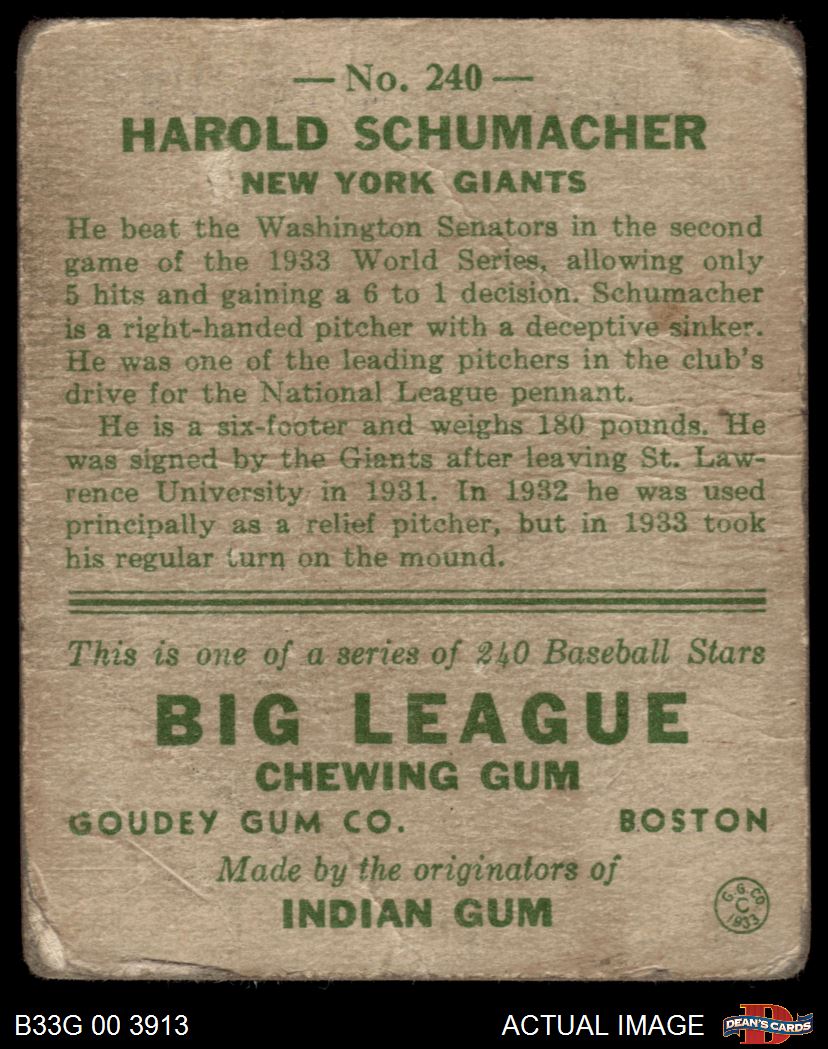 — No. 240 —
HAROLD SCHUMACHER
NEW YORK GIANTS
He beat the Washington Senators in the second
game of the 1933 World Series, allowing only
5 hits and gaining a 6 to 1 decision. Schumacher
is a right-handed pitcher with a deceptive sinker.
He was one of the leading pitchers in the club's
drive for the National League pennant.
He is a six-footer and weighs 180 pounds. He
was signed by the Giants after leaving St. Law-
rence University in 1931. In 1932 he was used
principally as a relief pitcher, but in 1933 took
his regular turn on the mound.
This is one of a series of 240 Baseball Stars
BIG LEAGUE
CHEWING GUM
GOUDEY GUM CO. BOSTON
Made by the originators of
INDIAN GUM
G. G. CO.
C
1933
B33G 00 3913 ACTUAL IMAGE
D
DEAN'S CARDS